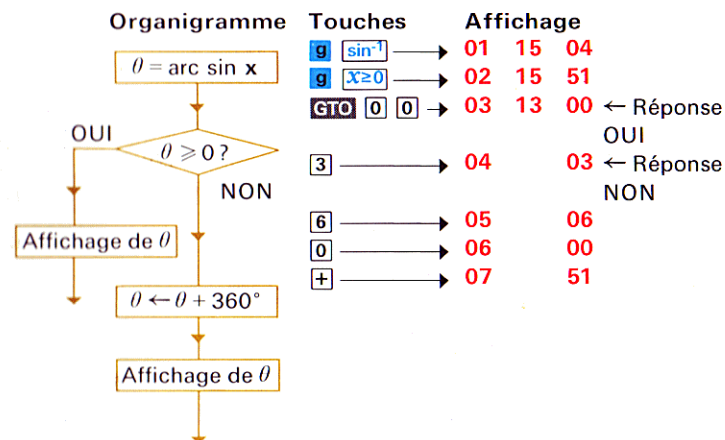 Organigramme Touches Affichage
θ = arc sin x g sin⁻¹ → 01 15 04
g x≥0 → 02 15 51
GTO 0 0 → 03 13 00 ← Réponse
OUI
OUI θ ⩾ 0 ? 3 → 04 03 ← Réponse
NON
NON
6 → 05 06
Affichage de θ 0 → 06 00
+ → 07 51
θ ← θ + 360°
Affichage de θ